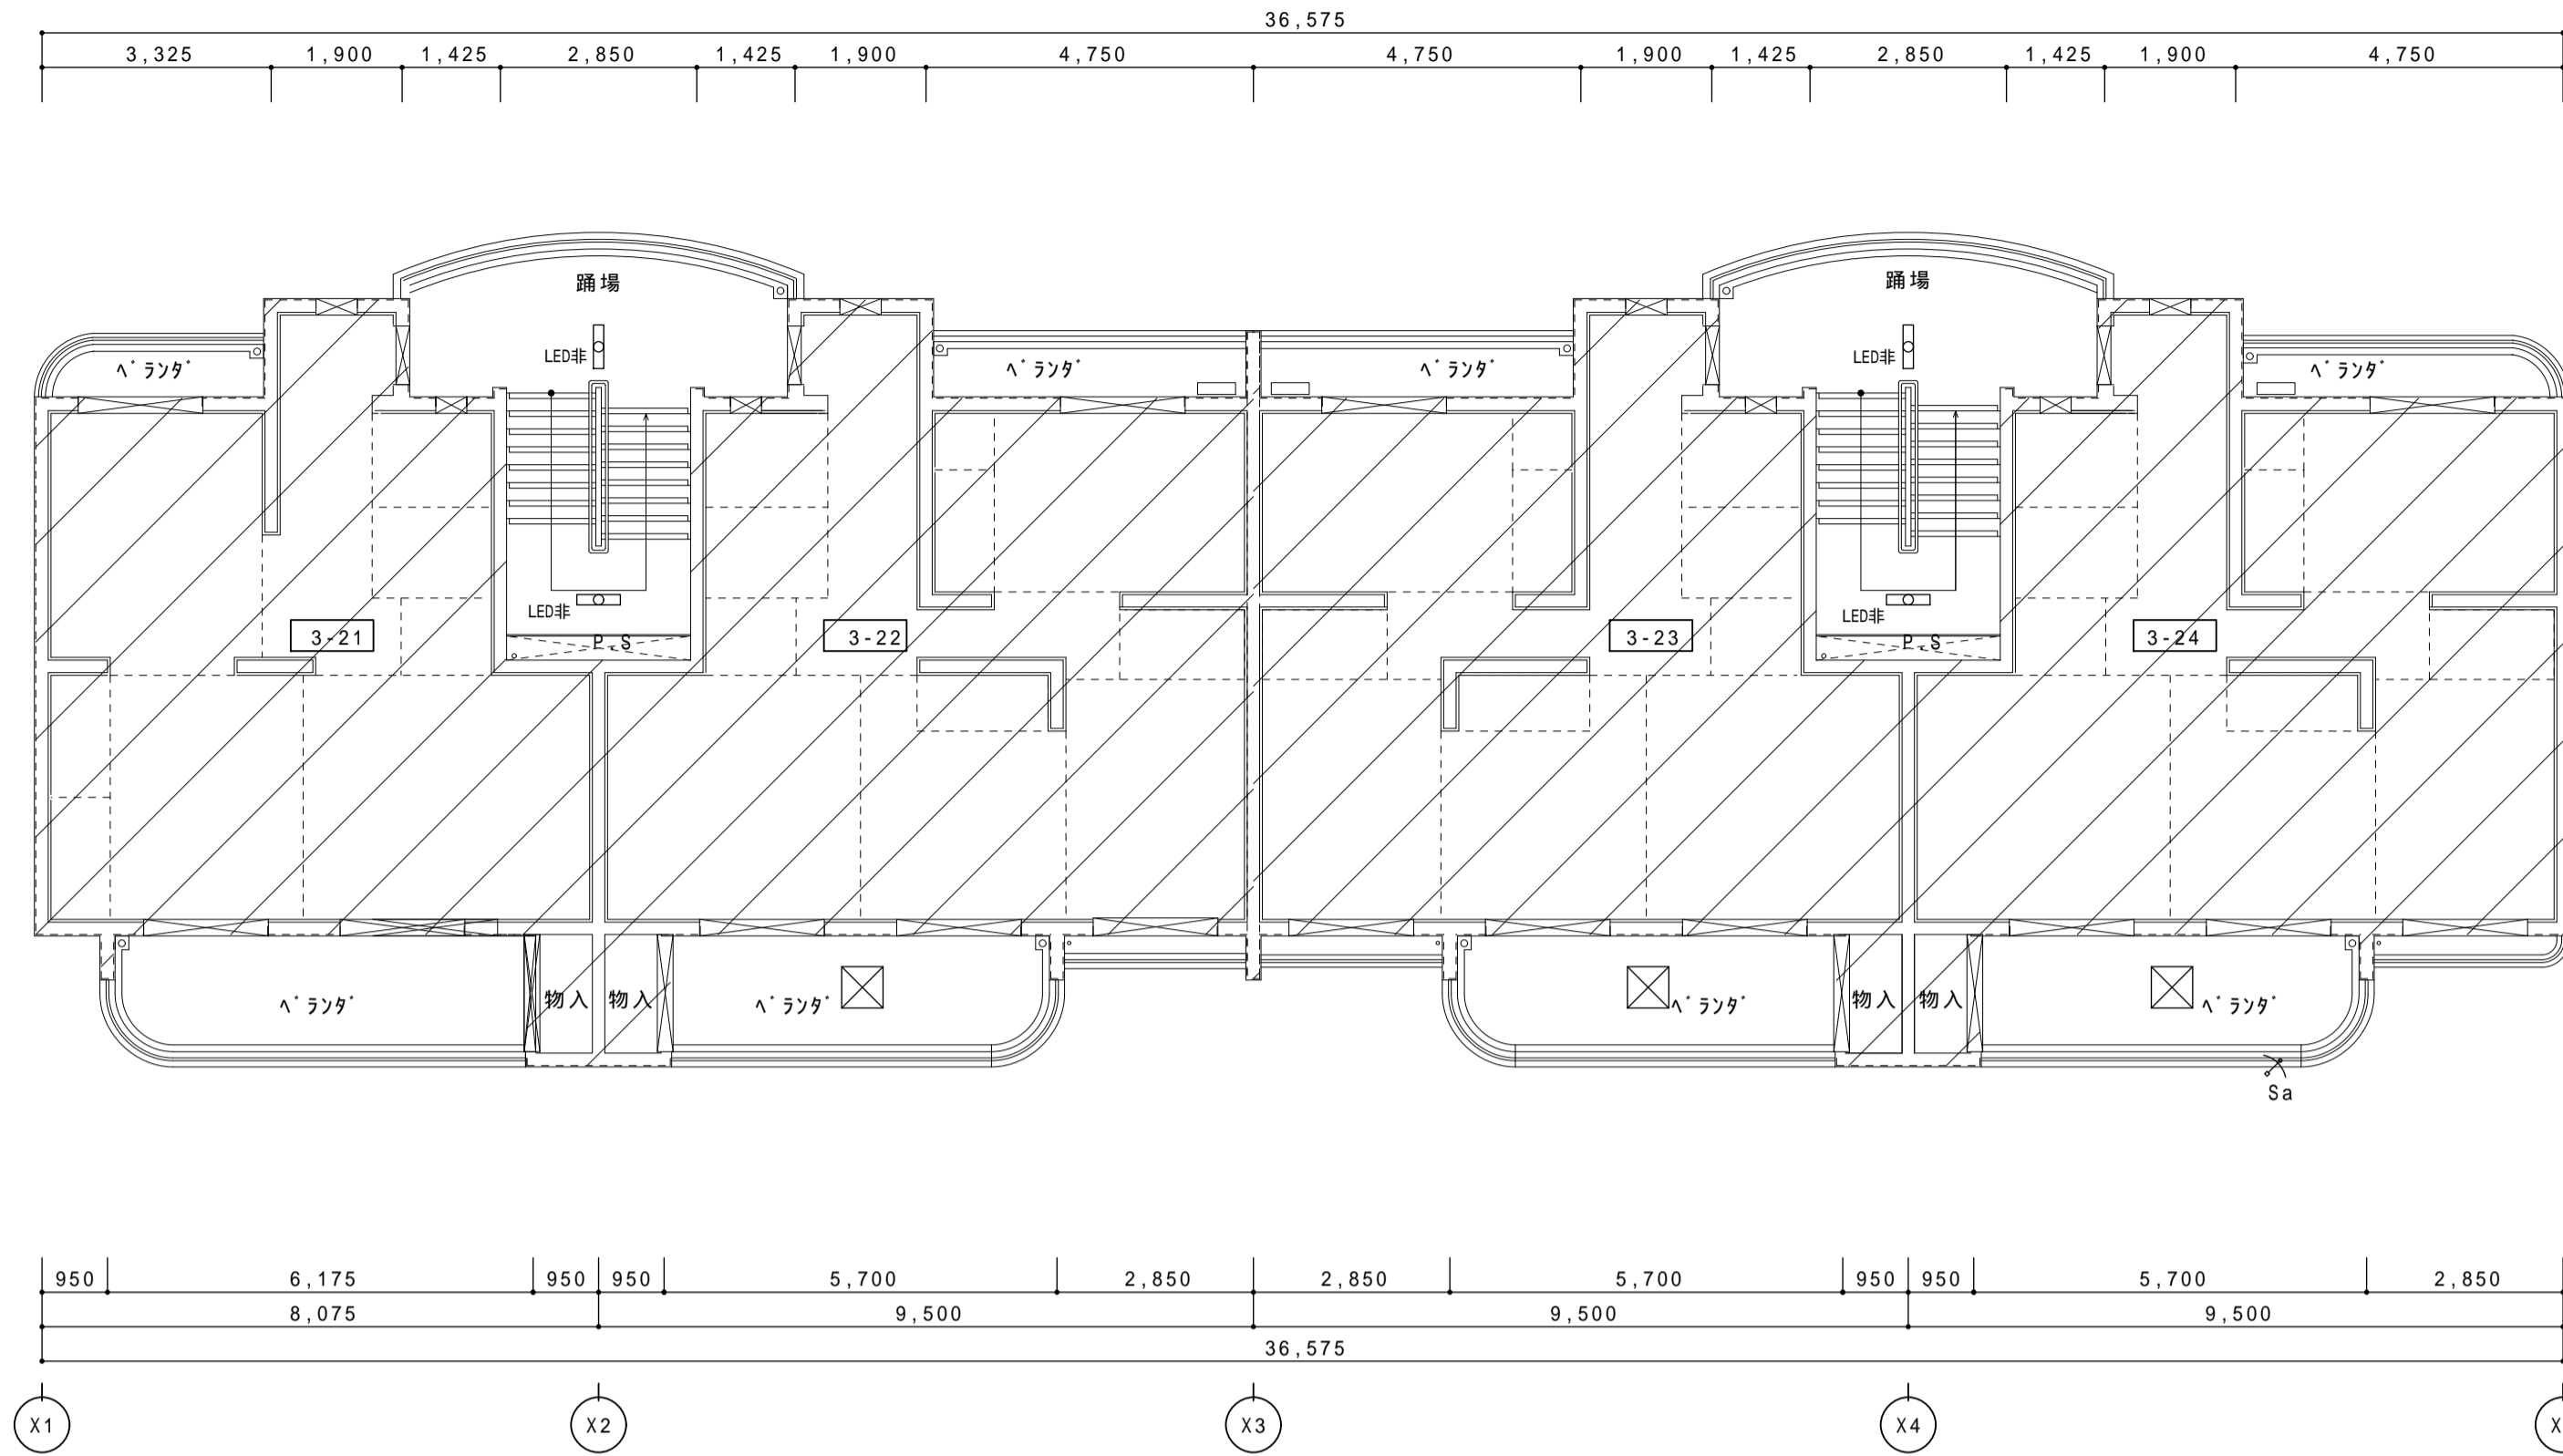 36,575
3,325 1,900 1,425 2,850 1,425 1,900 4,750 4,750 1,900 1,425 2,850 1,425 1,900 4,750
踊場 踊場
LED非 LED非
ベランダ ベランダ ベランダ ベランダ
LED非 LED非
3-21 P.S 3-22 3-23 P.S 3-24
ベランダ 物入 物入 ベランダ ベランダ 物入 物入 ベランダ
Sa
950 6,175 950 950 5,700 2,850 2,850 5,700 950 950 5,700 2,850
8,075 9,500 9,500 9,500
36,575
X1 X2 X3 X4 X